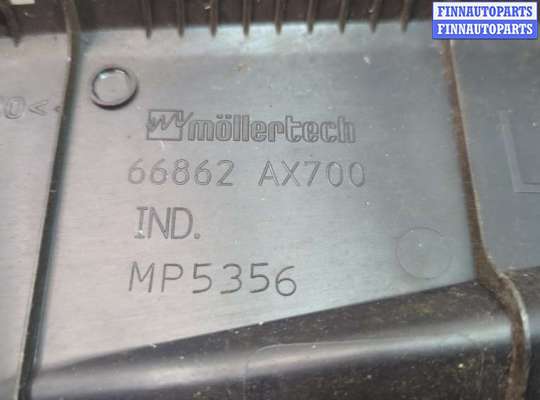 FINNAUTOPARTS
FINNAUTOPARTS
möllertech
66862 AX700
IND.
MP5356